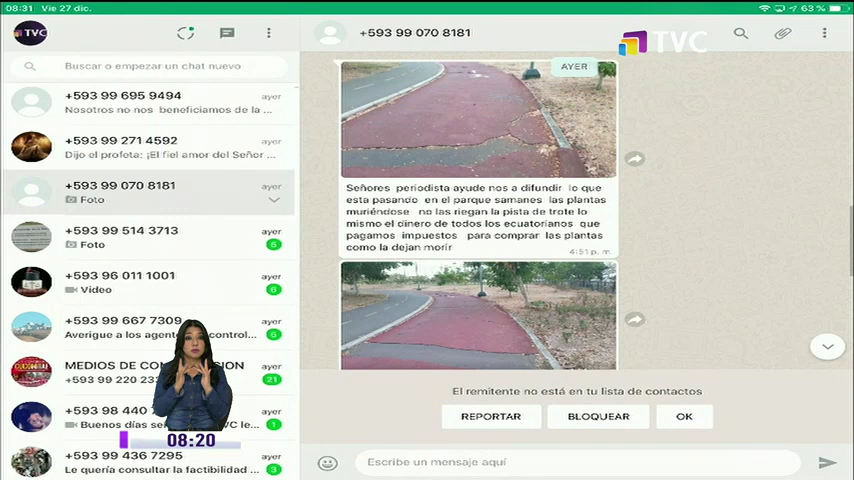 08:31 Vie 27 dic.
63 %
TVC
+593 99 070 8181
TVC
Buscar o empezar un chat nuevo
+593 99 695 9494
ayer
Nosotros no nos beneficiamos de la ...
+593 99 271 4592
ayer
Dijo el profeta: ¡El fiel amor del Señor ...
+593 99 070 8181
ayer
Foto
+593 99 514 3713
ayer
Foto
5
+593 96 011 1001
ayer
Video
6
+593 99 667 7309
ayer
Averigue a los agente control...
5
MEDIOS DE COM SION
+593 99 220 23
21
+593 98 440
ayer
Buenos días se VC le...
1
+593 99 436 7295
ayer
Le quería consultar la factibilidad ...
3
08:20
AYER
Señores periodista ayude nos a difundir lo que
esta pasando en el parque samanes las plantas
muriéndose no las riegan la pista de trote lo
mismo el dinero de todos los ecuatorianos que
pagamos impuestos para comprar las plantas
como la dejan morir
4:51 p. m.
El remitente no está en tu lista de contactos
REPORTAR
BLOQUEAR
OK
Escribe un mensaje aquí